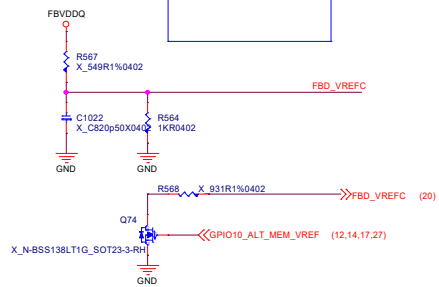 FBVDDQ
R567
X_549R1%0402
FBD_VREFC
C1022
X_C820p50X0402
R564
1KR0402
GND
GND
R568
X_931R1%0402
FBD_VREFC
(20)
Q74
GPIO10_ALT_MEM_VREF
(12,14,17,27)
X_N-BSS138LT1G_SOT23-3-RH
GND